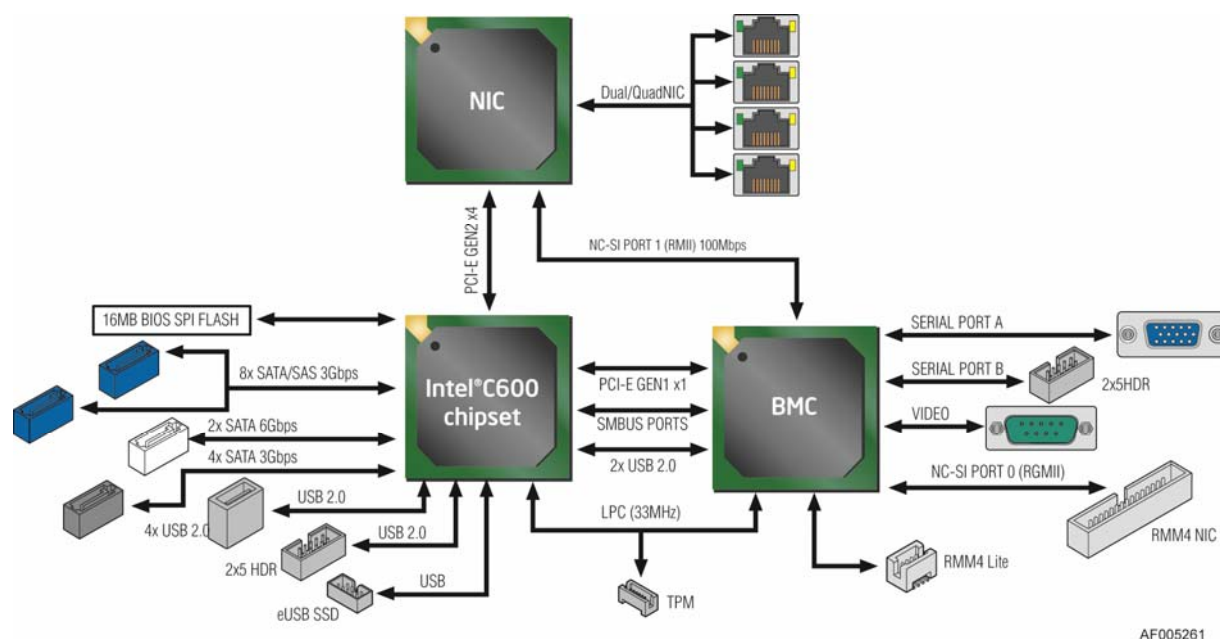 NIC
Dual/QuadNIC
PCI-E GEN2 x4
NC-SI PORT 1 (RMII) 100Mbps
16MB BIOS SPI FLASH
8x SATA/SAS 3Gbps
2x SATA 6Gbps
4x SATA 3Gbps
4x USB 2.0
USB 2.0
2x5 HDR
USB 2.0
eUSB SSD
USB
Intel® C600
chipset
PCI-E GEN1 x1
SMBUS PORTS
2x USB 2.0
LPC (33MHz)
TPM
BMC
SERIAL PORT A
SERIAL PORT B
2x5HDR
VIDEO
NC-SI PORT 0 (RGMII)
RMM4 NIC
RMM4 Lite
AF005261